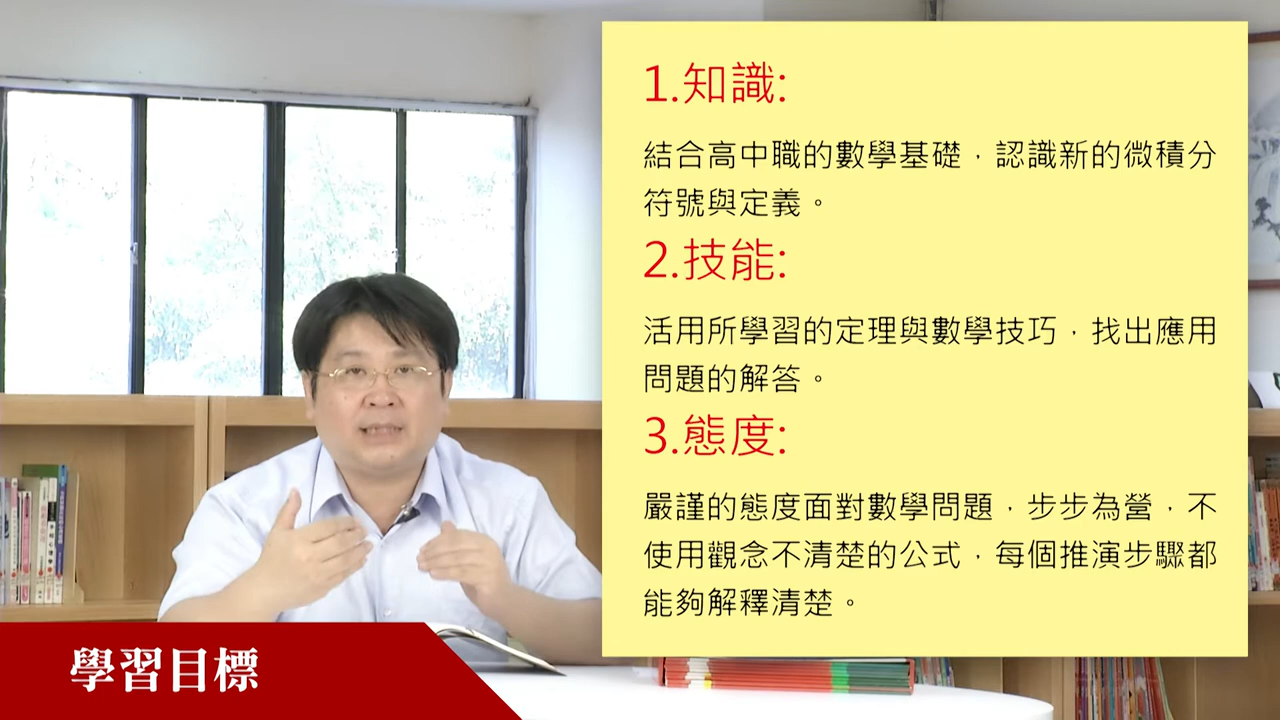 1.知識:
結合高中職的數學基礎，認識新的微積分
符號與定義。
2.技能:
活用所學習的定理與數學技巧，找出應用
問題的解答。
3.態度:
嚴謹的態度面對數學問題，步步為營，不
使用觀念不清楚的公式，每個推演步驟都
能夠解釋清楚。
學習目標